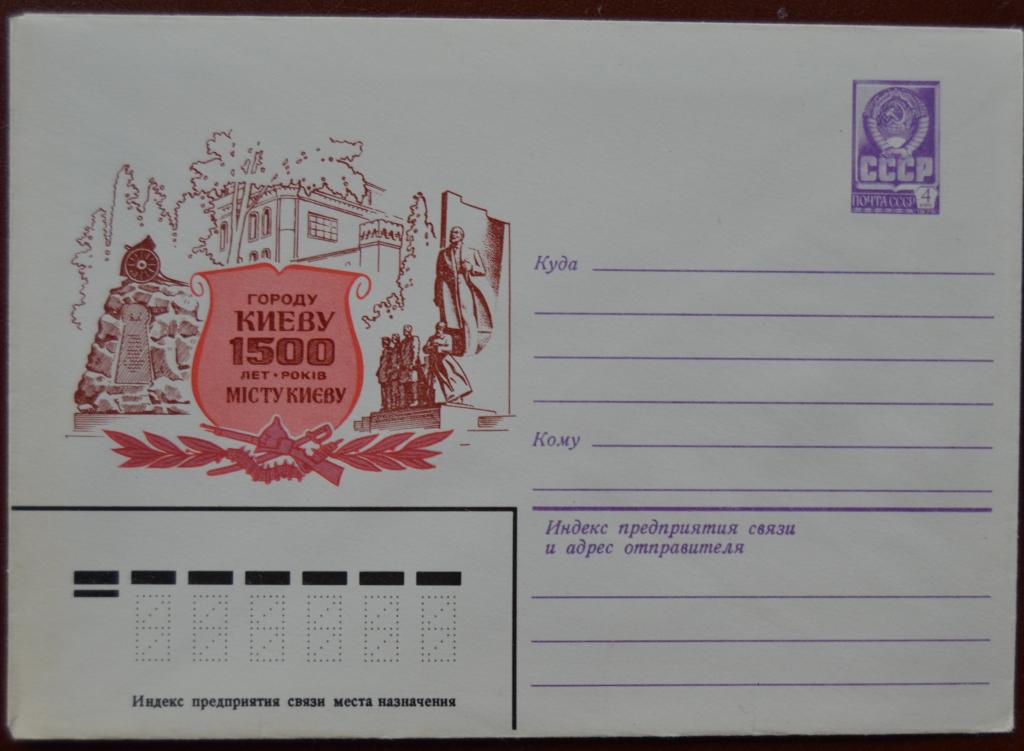 СССР
ПОЧТА СССР
4
Куда
ГОРОДУ
КИЕВУ
1500
ЛЕТ • РОКІВ
МІСТУ КИЄВУ
Кому
Индекс предприятия связи
и адрес отправителя
Индекс предприятия связи места назначения